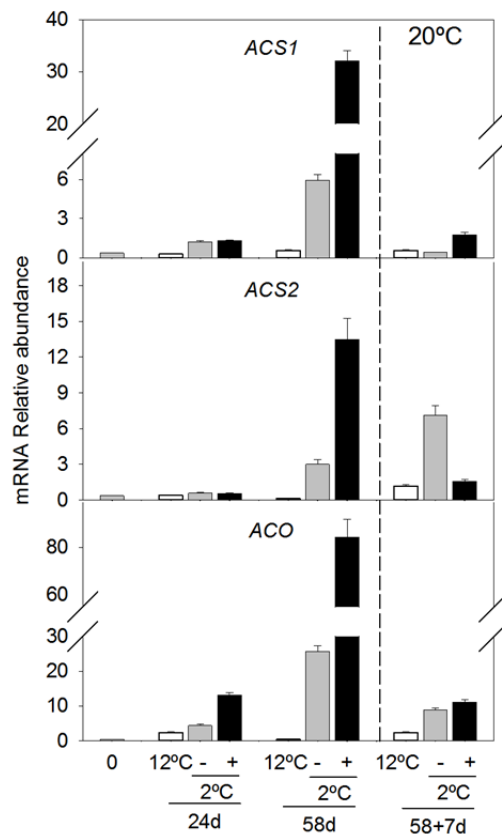 mRNA Relative abundance
40
ACS1
20ºC
30
20
6
3
0
18
ACS2
15
12
9
6
3
0
ACO
80
60
30
20
10
0
0 12ºC - + 12ºC - + 12ºC - +
2ºC 2ºC 2ºC
24d 58d 58+7d